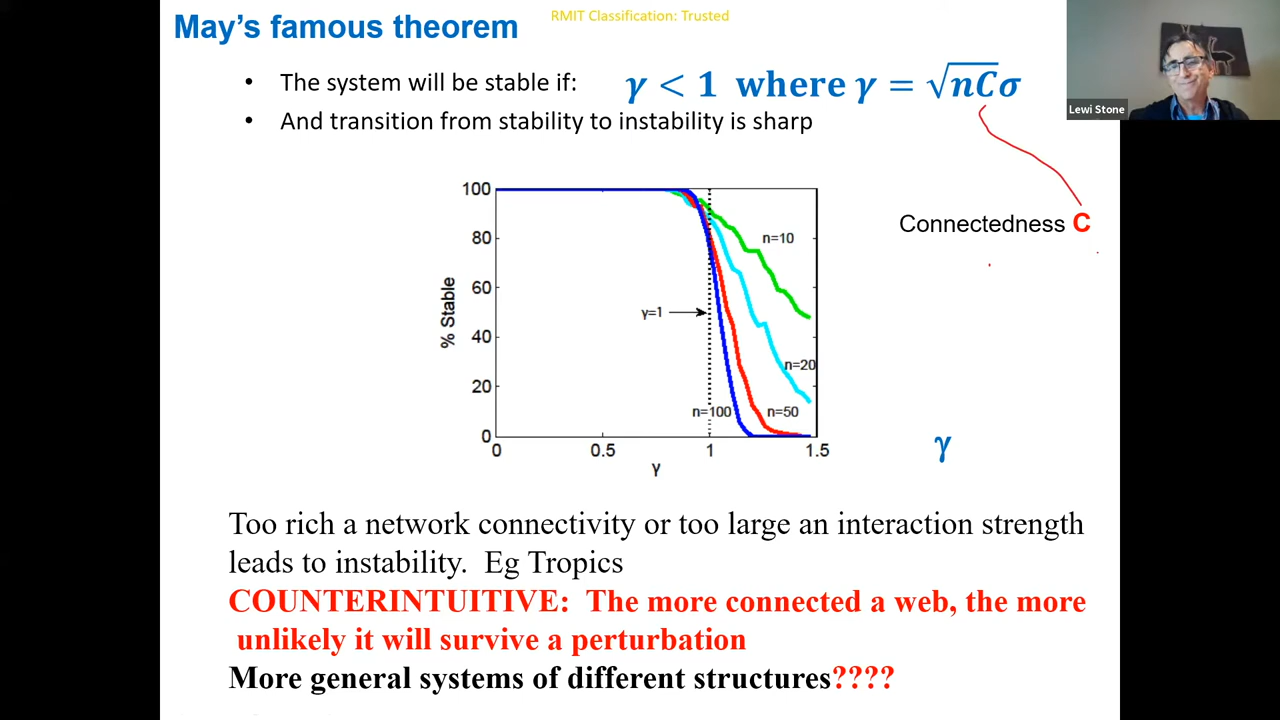 RMIT Classification: Trusted
May's famous theorem
• The system will be stable if: γ < 1 where γ = √nCσ
• And transition from stability to instability is sharp
Lewi Stone
Connectedness C
100
80
60
40
20
0
% Stable
n=10
γ=1
n=20
n=100
n=50
0 0.5 1 1.5
γ
γ
Too rich a network connectivity or too large an interaction strength
leads to instability. Eg Tropics
COUNTERINTUITIVE: The more connected a web, the more
unlikely it will survive a perturbation
More general systems of different structures????